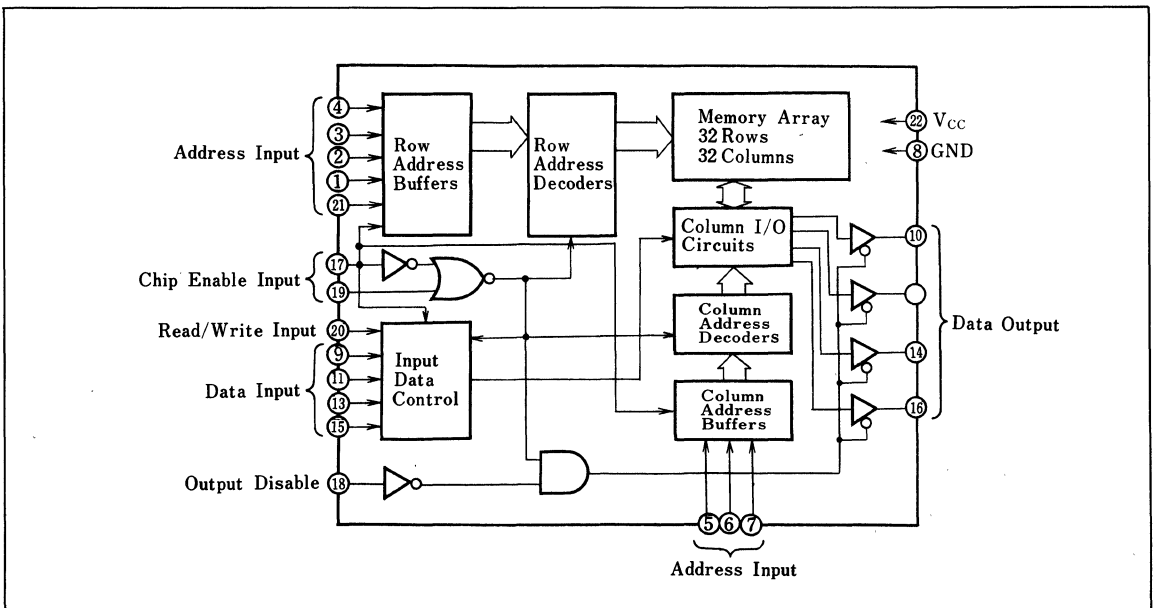 Address Input
4
3
2
1
21
Row
Address
Buffers
Row
Address
Decoders
Memory Array
32 Rows
32 Columns
22 VCC
8 GND
Chip Enable Input
17
19
Column I/O
Circuits
10
Read/Write Input
20
Data Input
9
11
13
15
Input
Data
Control
Column
Address
Decoders
14
16
Data Output
Column
Address
Buffers
Output Disable 18
5 6 7
Address Input